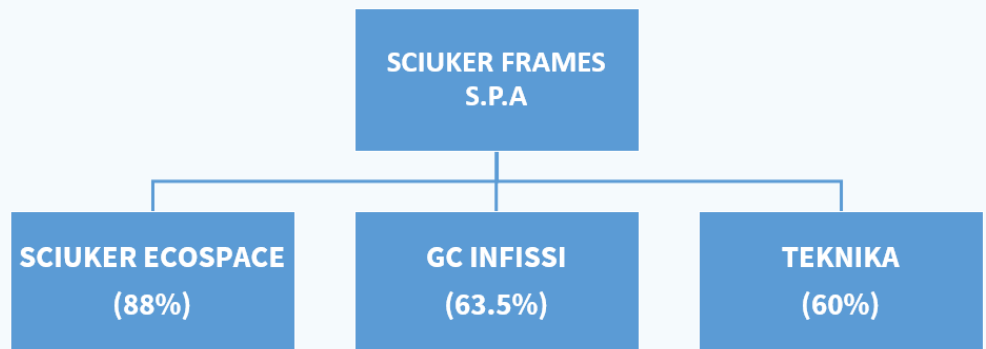 SCIUKER FRAMES
S.P.A
SCIUKER ECOSPACE
(88%)
GC INFISSI
(63.5%)
TEKNIKA
(60%)